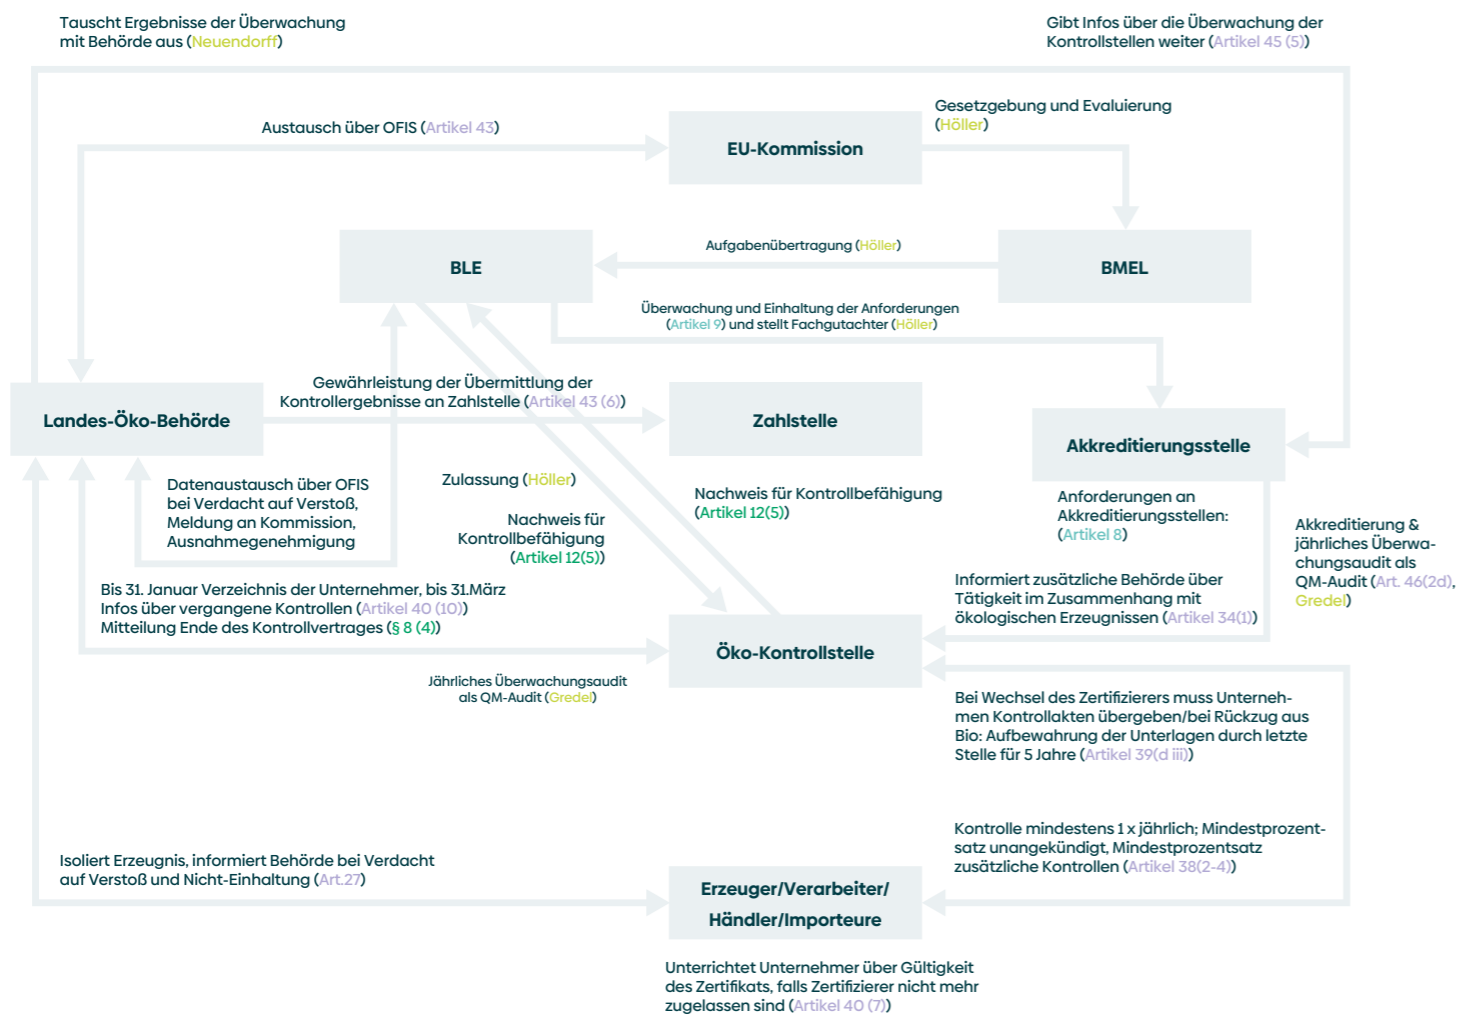 Tauscht Ergebnisse der Überwachung
mit Behörde aus (Neuendorff)
Gibt Infos über die Überwachung der
Kontrollstellen weiter (Artikel 45 (5))
Austausch über OFIS (Artikel 43)
EU-Kommission
Gesetzgebung und Evaluierung
(Höller)
BLE
Aufgabenübertragung (Höller)
BMEL
Überwachung und Einhaltung der Anforderungen
(Artikel 9) und stellt Fachgutachter (Höller)
Landes-Öko-Behörde
Gewährleistung der Übermittlung der
Kontrollergebnisse an Zahlstelle (Artikel 43 (6))
Zahlstelle
Akkreditierungsstelle
Datenaustausch über OFIS
bei Verdacht auf Verstoß,
Meldung an Kommission,
Ausnahmegenehmigung
Zulassung (Höller)
Nachweis für
Kontrollbefähigung
(Artikel 12(5))
Nachweis für Kontrollbefähigung
(Artikel 12(5))
Anforderungen an
Akkreditierungsstellen:
(Artikel 8)
Akkreditierung &
jährliches Überwa-
chungsaudit als
QM-Audit (Art. 46(2d),
Gredel)
Bis 31. Januar Verzeichnis der Unternehmer, bis 31.März
Infos über vergangene Kontrollen (Artikel 40 (10))
Mitteilung Ende des Kontrollvertrages (§ 8 (4))
Informiert zusätzliche Behörde über
Tätigkeit im Zusammenhang mit
ökologischen Erzeugnissen (Artikel 34(1))
Öko-Kontrollstelle
Jährliches Überwachungsaudit
als QM-Audit (Gredel)
Bei Wechsel des Zertifizierers muss Unterneh-
men Kontrollakten übergeben/bei Rückzug aus
Bio: Aufbewahrung der Unterlagen durch letzte
Stelle für 5 Jahre (Artikel 39(d iii))
Kontrolle mindestens 1 x jährlich; Mindestprozent-
satz unangekündigt, Mindestprozentsatz
zusätzliche Kontrollen (Artikel 38(2-4))
Isoliert Erzeugnis, informiert Behörde bei Verdacht
auf Verstoß und Nicht-Einhaltung (Art.27)
Erzeuger/Verarbeiter/
Händler/Importeure
Unterrichtet Unternehmer über Gültigkeit
des Zertifikats, falls Zertifizierer nicht mehr
zugelassen sind (Artikel 40 (7))